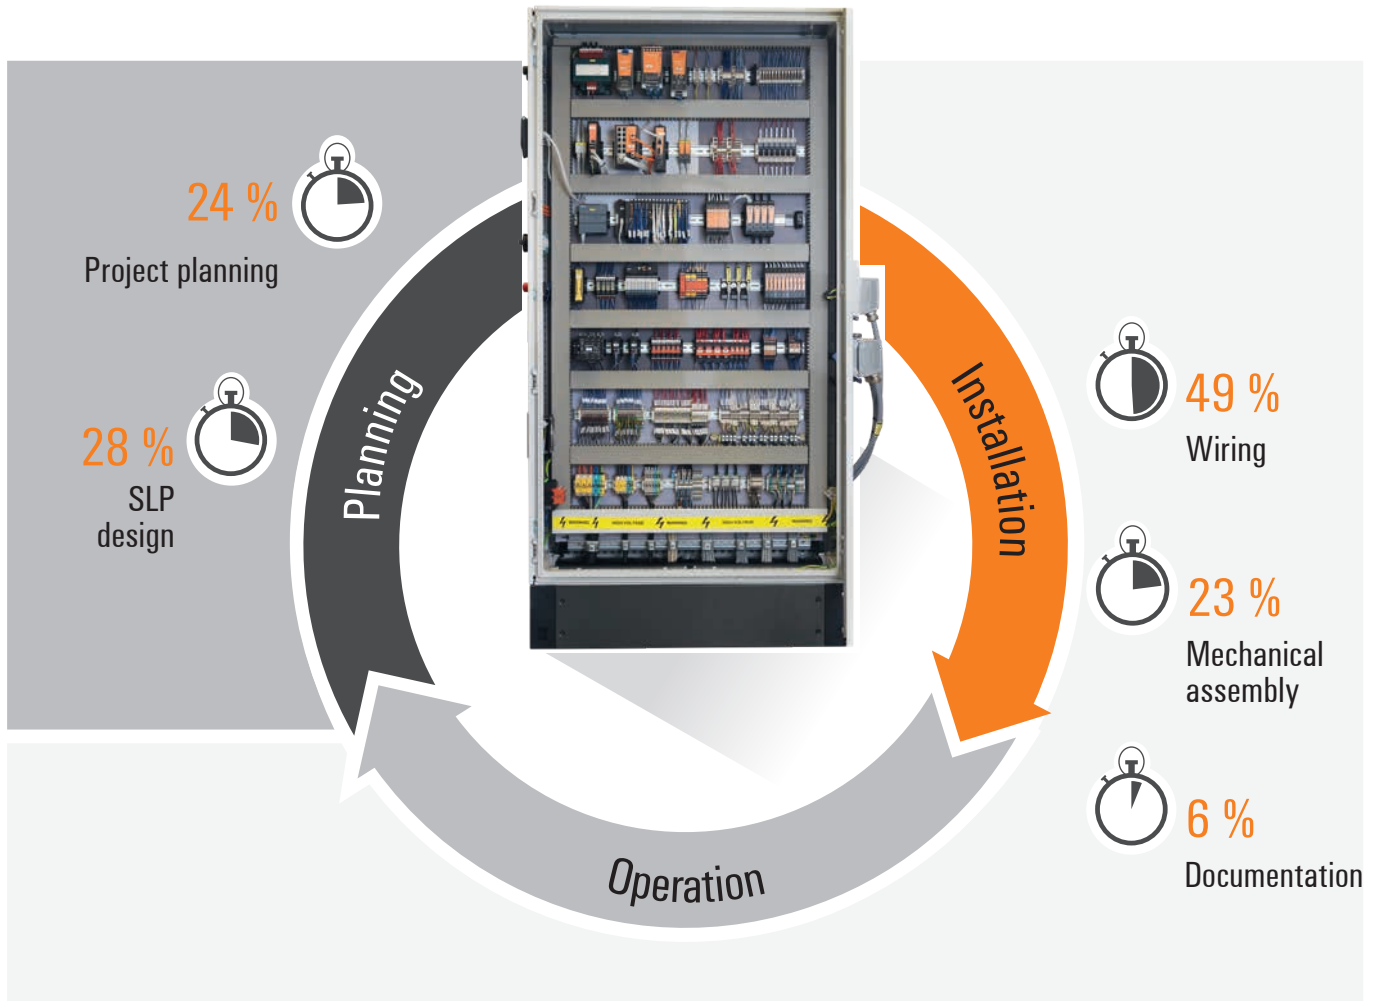 24 %
Project planning
28 %
SLP
design
Planning
Installation
Operation
49 %
Wiring
23 %
Mechanical
assembly
6 %
Documentation